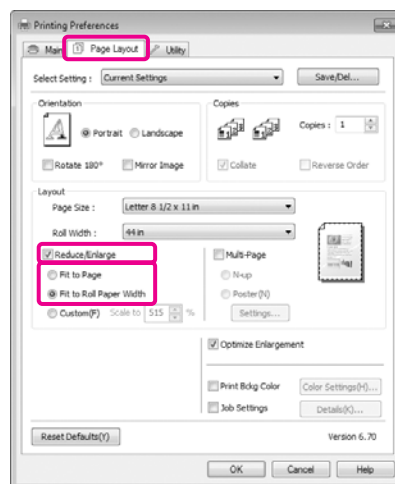 Printing Preferences
Main Page Layout Utility
Select Setting : Current Settings Save/Del...
Orientation
Portrait Landscape
Rotate 180° Mirror Image
Copies
Copies : 1
Collate Reverse Order
Layout
Page Size : Letter 8 1/2 x 11 in
Roll Width : 44 in
Reduce/Enlarge
Fit to Page
Fit to Roll Paper Width
Custom(F) Scale to 515 %
Multi-Page
N-up
Poster(N)
Settings...
Optimize Enlargement
Print Bckg Color Color Settings(H)...
Job Settings Details(K)...
Reset Defaults(Y) Version 6.70
OK Cancel Help